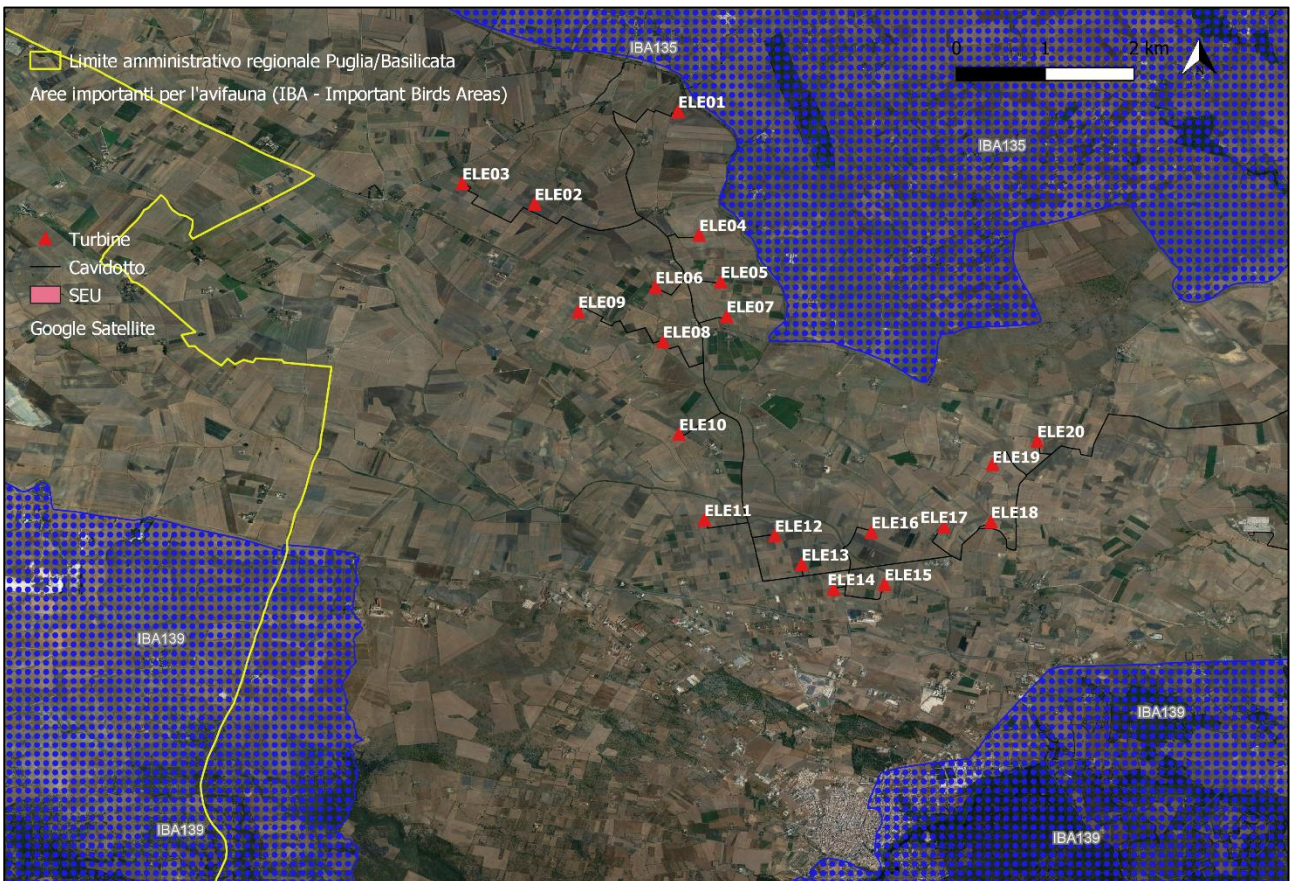 IBA135
0 1 2 km
N
Limite amministrativo regionale Puglia/Basilicata
Aree importanti per l'avifauna (IBA - Important Birds Areas)
ELE01
IBA135
ELE03
ELE02
Turbine
ELE04
Cavidotto
ELE06
ELE05
SEU
ELE09
ELE07
Google Satellite
ELE08
ELE10
ELE20
ELE19
ELE11
ELE12
ELE16
ELE17
ELE18
ELE13
ELE14
ELE15
IBA139
IBA139
IBA139
IBA139